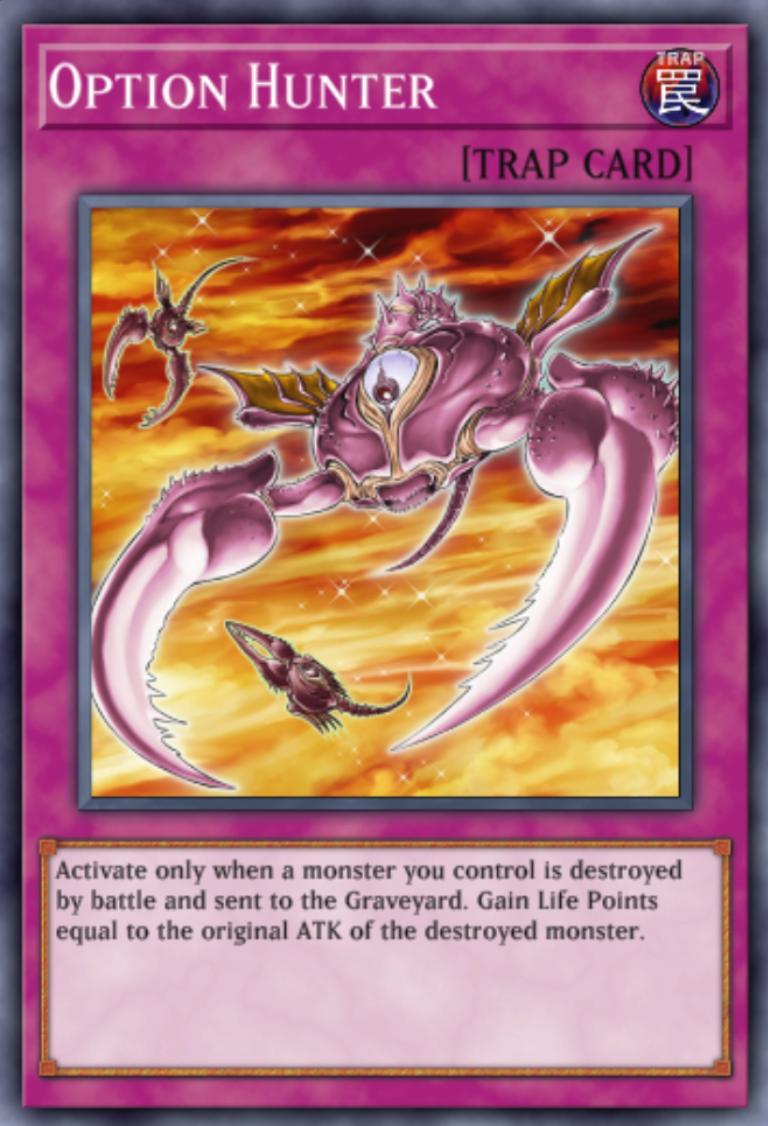 Option Hunter
TRAP
罠
[TRAP CARD]
Activate only when a monster you control is destroyed
by battle and sent to the Graveyard. Gain Life Points
equal to the original ATK of the destroyed monster.